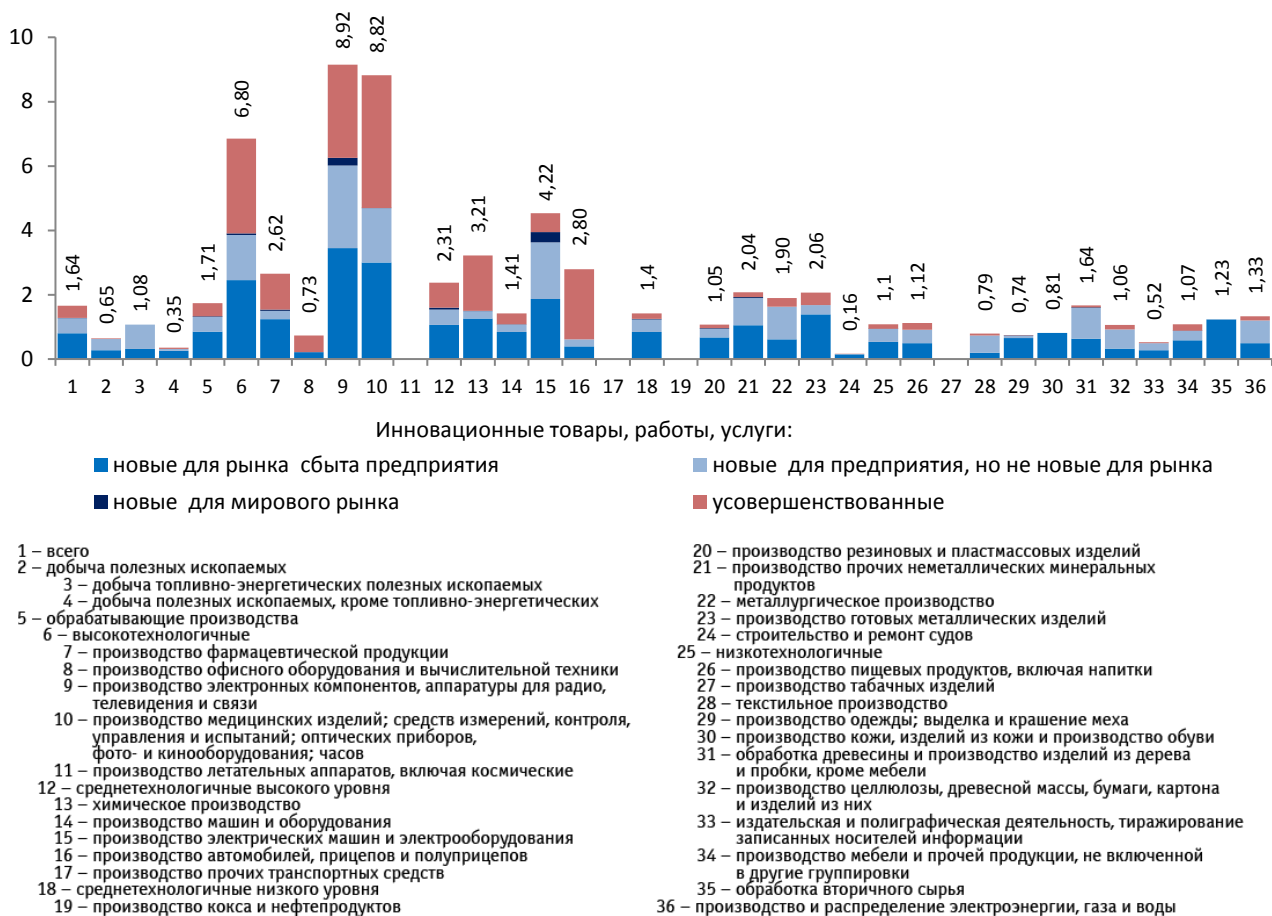 10
8
6
4
2
0
1,64
0,65
1,08
0,35
1,71
6,80
2,62
0,73
8,92
8,82
2,31
3,21
1,41
4,22
2,80
1,4
1,05
2,04
1,90
2,06
0,16
1,1
1,12
0,79
0,74
0,81
1,64
1,06
0,52
1,07
1,23
1,33
1 2 3 4 5 6 7 8 9 10 11 12 13 14 15 16 17 18 19 20 21 22 23 24 25 26 27 28 29 30 31 32 33 34 35 36
Инновационные товары, работы, услуги:
новые для рынка сбыта предприятия
новые для предприятия, но не новые для рынка
новые для мирового рынка
усовершенствованные
1 – всего
2 – добыча полезных ископаемых
3 – добыча топливно-энергетических полезных ископаемых
4 – добыча полезных ископаемых, кроме топливно-энергетических
5 – обрабатывающие производства
6 – высокотехнологичные
7 – производство фармацевтической продукции
8 – производство офисного оборудования и вычислительной техники
9 – производство электронных компонентов, аппаратуры для радио,
телевидения и связи
10 – производство медицинских изделий; средств измерений, контроля,
управления и испытаний; оптических приборов,
фото- и кинооборудования; часов
11 – производство летательных аппаратов, включая космические
12 – среднетехнологичные высокого уровня
13 – химическое производство
14 – производство машин и оборудования
15 – производство электрических машин и электрооборудования
16 – производство автомобилей, прицепов и полуприцепов
17 – производство прочих транспортных средств
18 – среднетехнологичные низкого уровня
19 – производство кокса и нефтепродуктов
20 – производство резиновых и пластмассовых изделий
21 – производство прочих неметаллических минеральных
продуктов
22 – металлургическое производство
23 – производство готовых металлических изделий
24 – строительство и ремонт судов
25 – низкотехнологичные
26 – производство пищевых продуктов, включая напитки
27 – производство табачных изделий
28 – текстильное производство
29 – производство одежды; выделка и крашение меха
30 – производство кожи, изделий из кожи и производство обуви
31 – обработка древесины и производство изделий из дерева
и пробки, кроме мебели
32 – производство целлюлозы, древесной массы, бумаги, картона
и изделий из них
33 – издательская и полиграфическая деятельность, тиражирование
записанных носителей информации
34 – производство мебели и прочей продукции, не включенной
в другие группировки
35 – обработка вторичного сырья
36 – производство и распределение электроэнергии, газа и воды